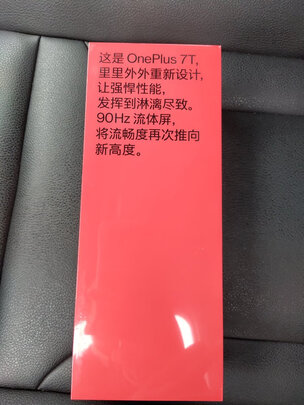 这是 OnePlus 7T,
里里外外重新设计,
让强悍性能,
发挥到淋漓尽致。
90Hz 流体屏,
将流畅度再次推向
新高度。